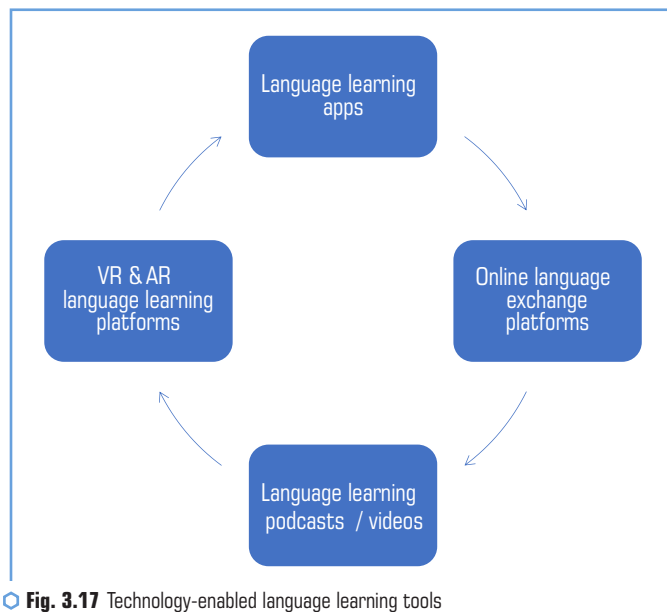 Language learning
apps
VR & AR
language learning
platforms
Online language
exchange
platforms
Language learning
podcasts / videos
Fig. 3.17 Technology-enabled language learning tools